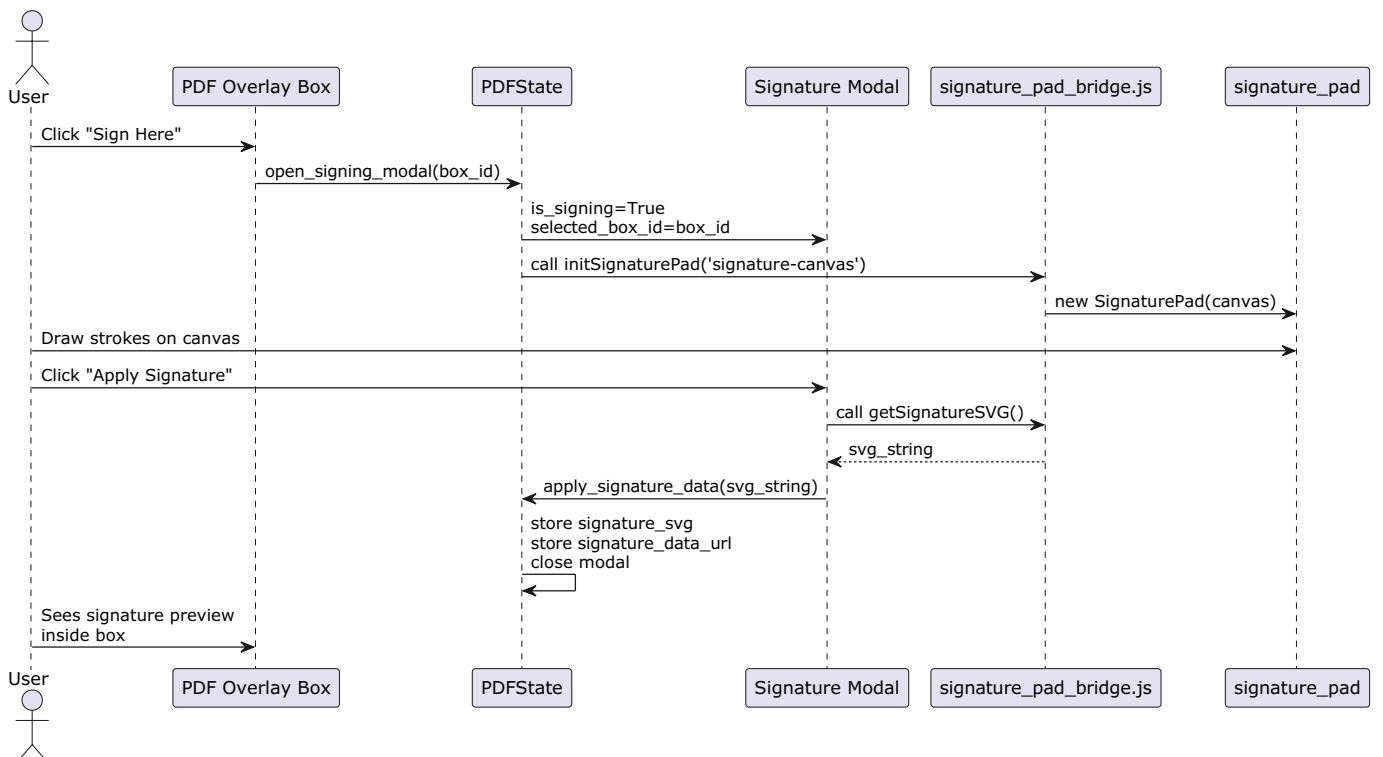 User
PDF Overlay Box
PDFState
Signature Modal
signature_pad_bridge.js
signature_pad
Click "Sign Here"
open_signing_modal(box_id)
is_signing=True
selected_box_id=box_id
call initSignaturePad('signature-canvas')
new SignaturePad(canvas)
Draw strokes on canvas
Click "Apply Signature"
call getSignatureSVG()
svg_string
apply_signature_data(svg_string)
store signature_svg
store signature_data_url
close modal
Sees signature preview
inside box
User
PDF Overlay Box
PDFState
Signature Modal
signature_pad_bridge.js
signature_pad